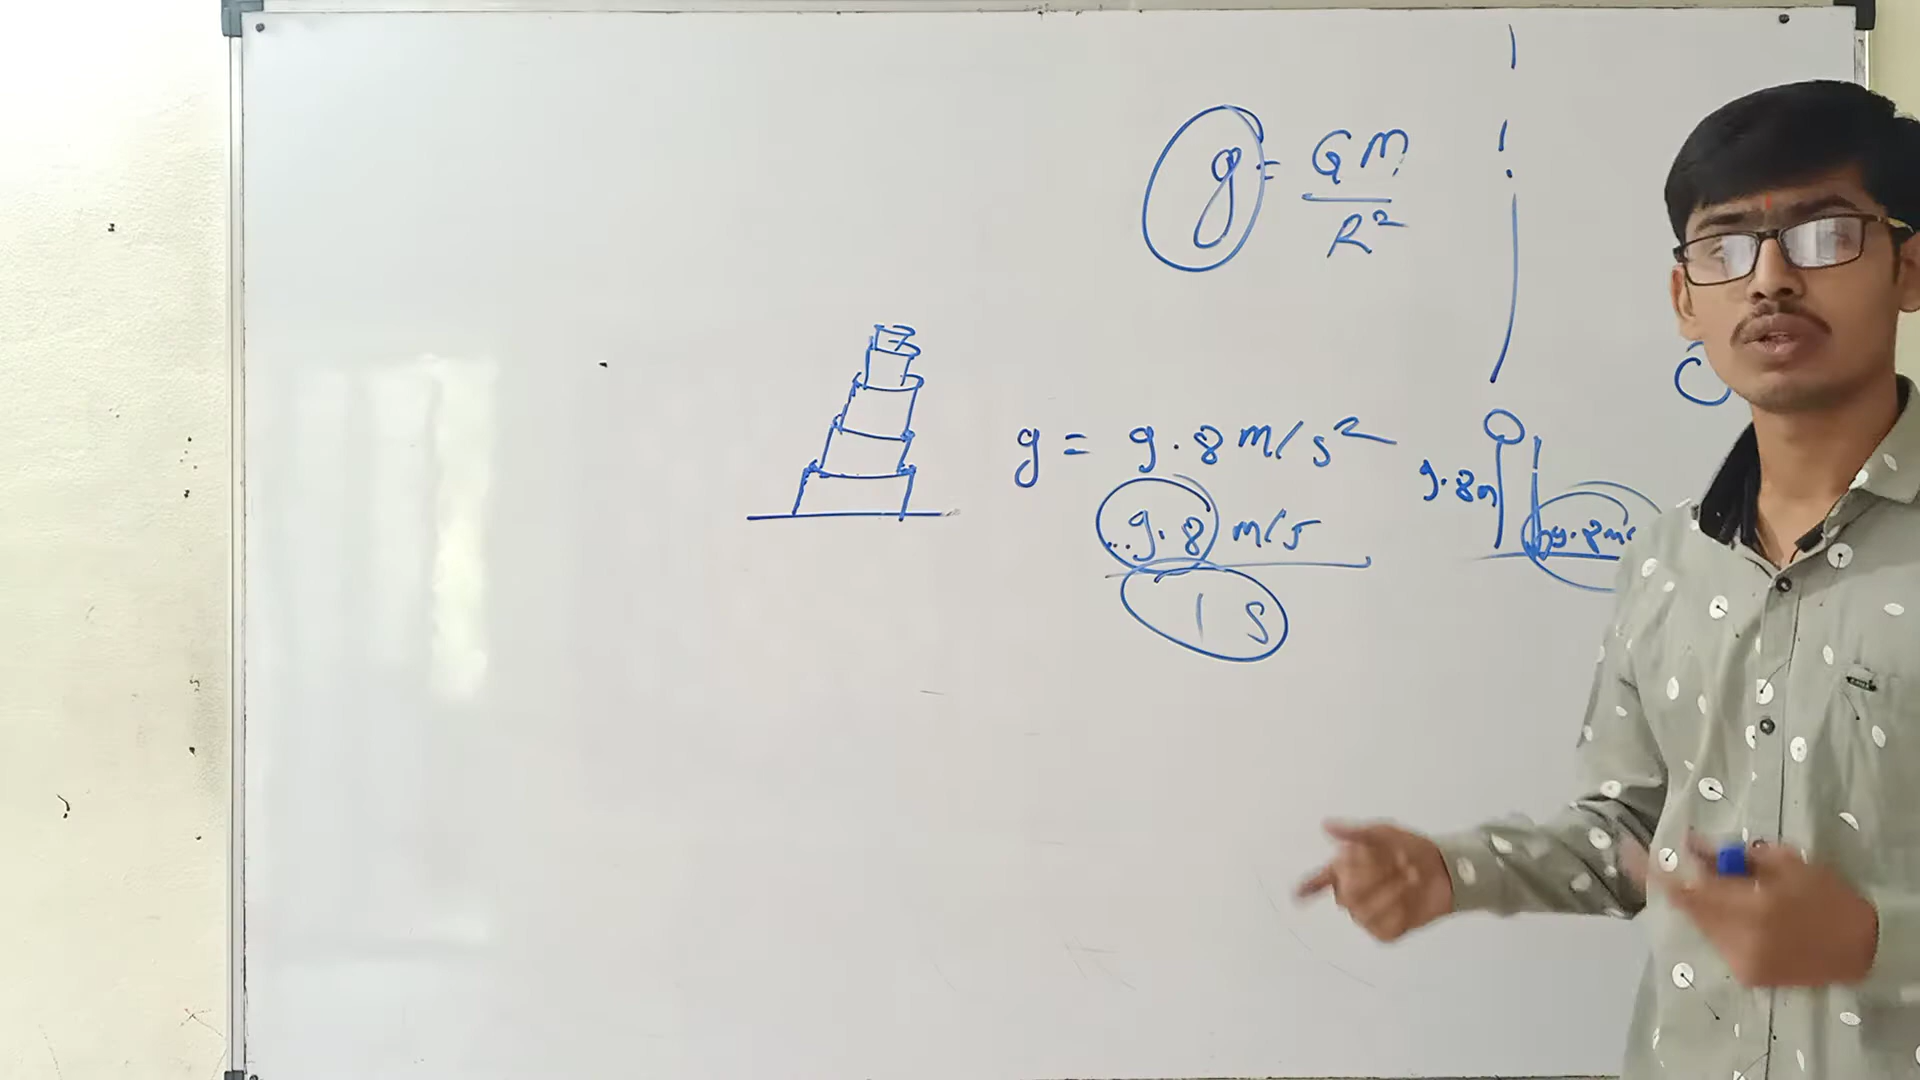 g = GM
R²
g = 9.8 m/s²
9.8 m/s
1 s
9.8m